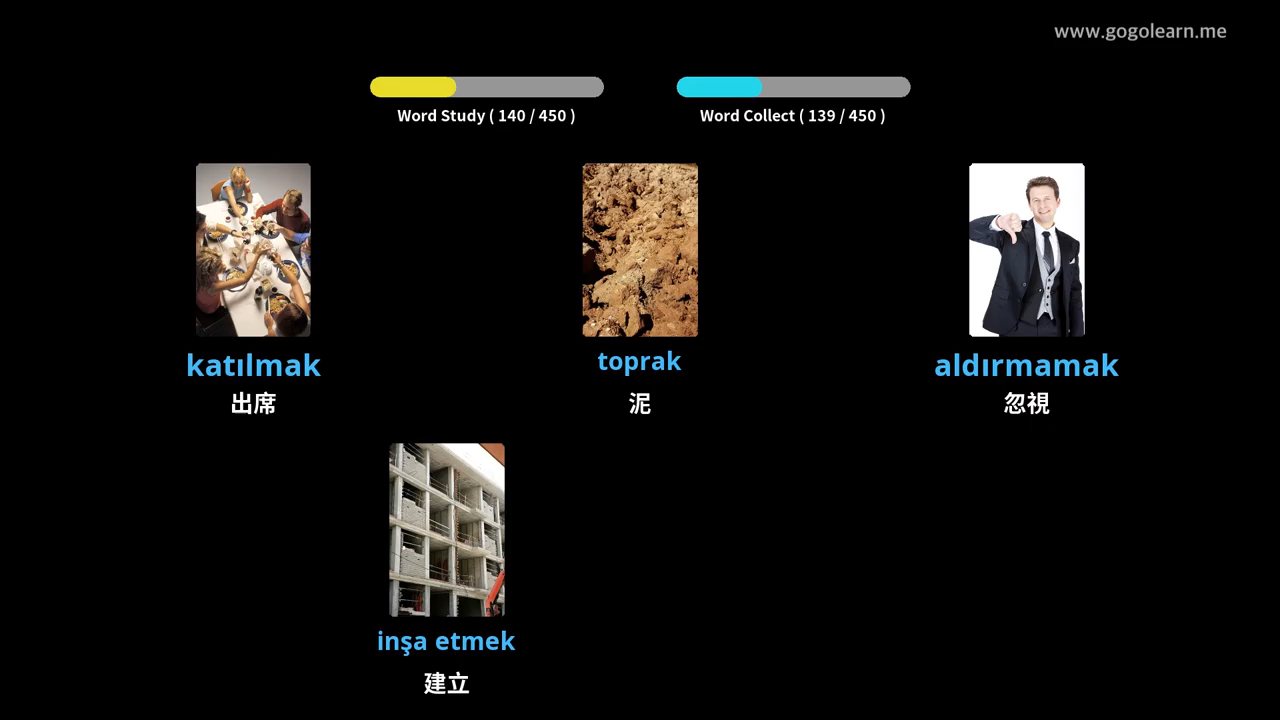 www.gogolearn.me
Word Study ( 140 / 450 )
Word Collect ( 139 / 450 )
katılmak
出席
toprak
泥
aldırmamak
忽視
inşa etmek
建立